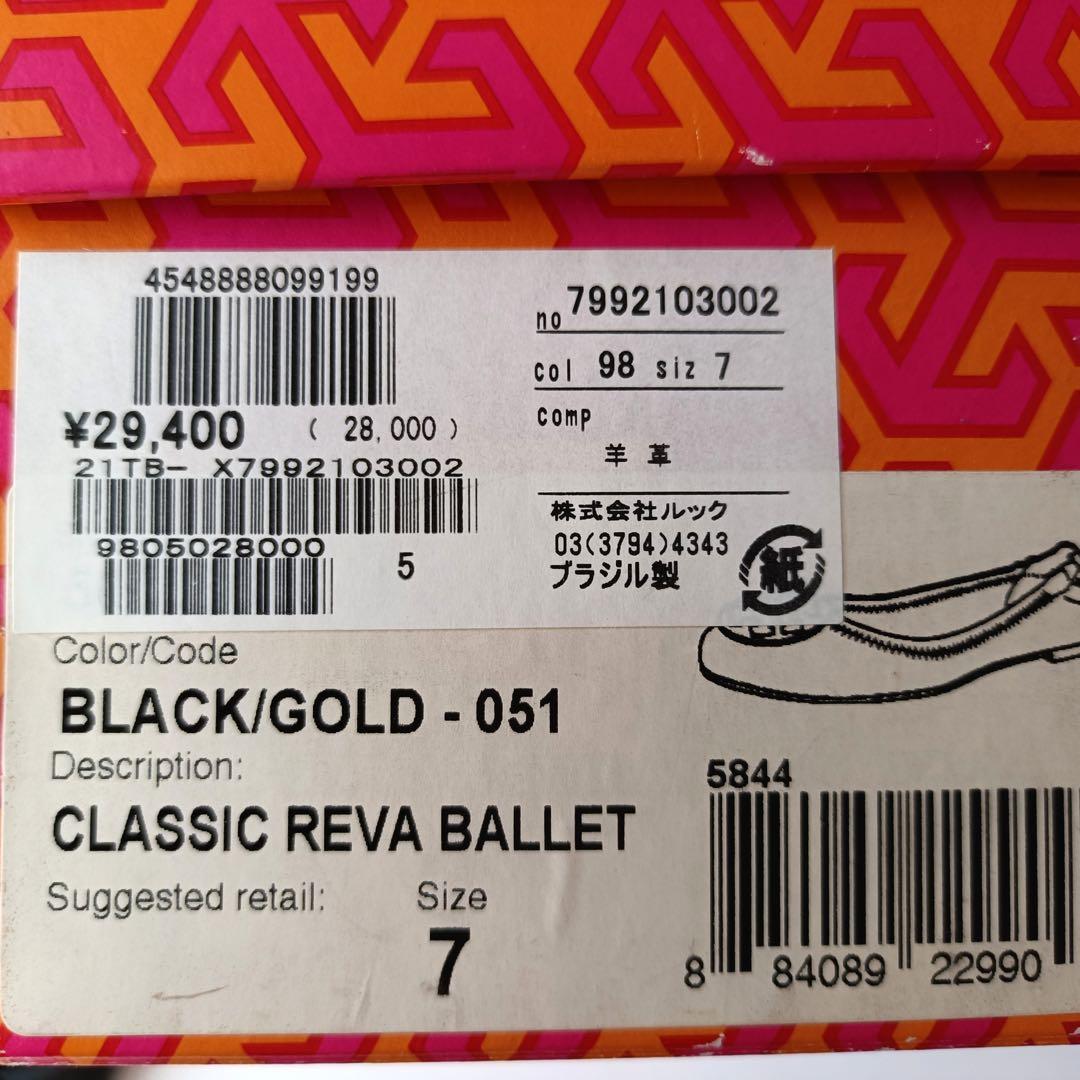 4548888099199
¥29,400 ( 28,000 )
21TB- X7992103002
9805028000
5
no 7992103002
col 98 siz 7
comp
羊革
株式会社ルック
03(3794)4343
ブラジル製
紙
Color/Code
BLACK/GOLD - 051
Description:
CLASSIC REVA BALLET
Suggested retail: Size
7
5844
8 84089 22990